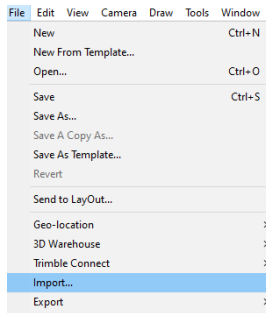 File Edit View Camera Draw Tools Window
New Ctrl+N
New From Template...
Open... Ctrl+O
Save Ctrl+S
Save As...
Save A Copy As...
Save As Template...
Revert
Send to LayOut...
Geo-location
3D Warehouse
Trimble Connect
Import...
Export